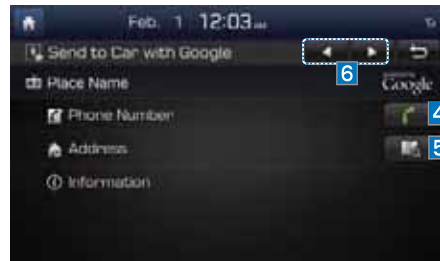 Feb. 1 12:03
Send to Car with Google
6
Place Name
Google
Phone Number
4
Address
5
Information